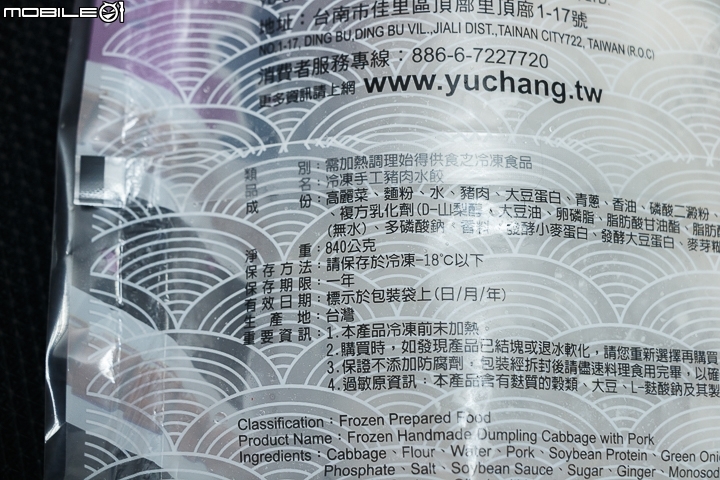 MOBILE01
地址：台南市佳里區頂廍里頂廍1-17號
NO.1-17, DING BU,DING BU VIL.,JIALI DIST.,TAINAN CITY722, TAIWAN (R.O.C)
消費者服務專線：886-6-7227720
更多資訊請上網 www.yuchang.tw
類別：需加熱調理始得供食之冷凍食品
品名：冷凍手工豬肉水餃
成份：高麗菜、麵粉、水、豬肉、大豆蛋白、青蔥、香油、磷酸二澱粉、
複方乳化劑(D-山梨醇、大豆油、卵磷脂、脂肪酸甘油酯、脂肪
(無水)、多磷酸鈉、香料、發酵小麥蛋白、發酵大豆蛋白、麥芽糊
淨重：840公克
保存方法：請保存於冷凍-18℃以下
保存期限：一年
有效日期：標示於包裝袋上(日/月/年)
生產地：台灣
重要資訊：1.本產品冷凍前未加熱。
2.購買時，如發現產品已結塊或退冰軟化，請您重新選擇再購買
3.保證不添加防腐劑，包裝經拆封後請儘速料理食用完畢，以確
4.過敏原資訊：本產品含有麩質的穀類、大豆、L-麩酸鈉及其製
Classification : Frozen Prepared Food
Product Name : Frozen Handmade Dumpling Cabbage with Pork
Ingredients : Cabbage、Flour、Water、Pork、Soybean Protein、Green Onio
Phosphate、Salt、Soybean Sauce、Sugar、Ginger、Monosod